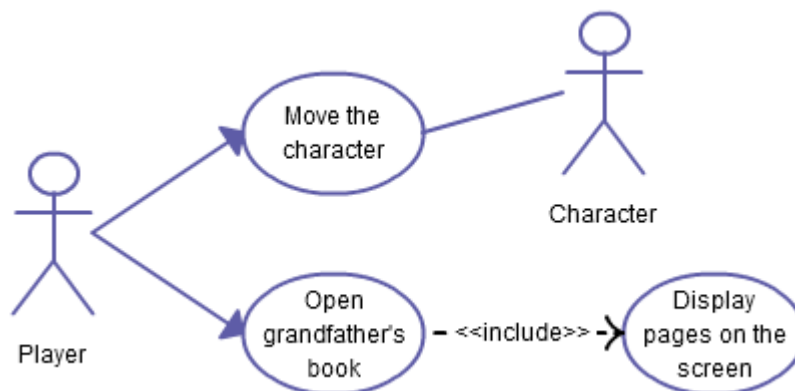 Move the
character
Character
Player
Open
grandfather's
book
<<include>>
Display
pages on the
screen